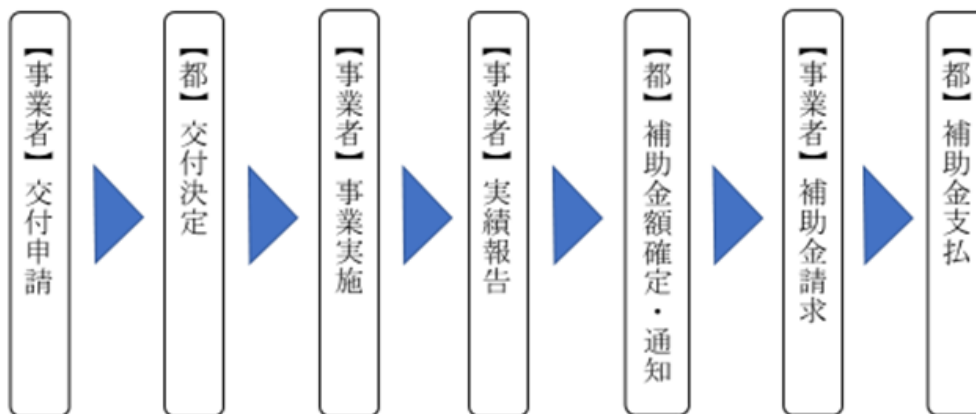 【事業者】交付申請
【都】交付決定
【事業者】事業実施
【事業者】実績報告
【都】補助金額確定・通知
【事業者】補助金請求
【都】補助金支払